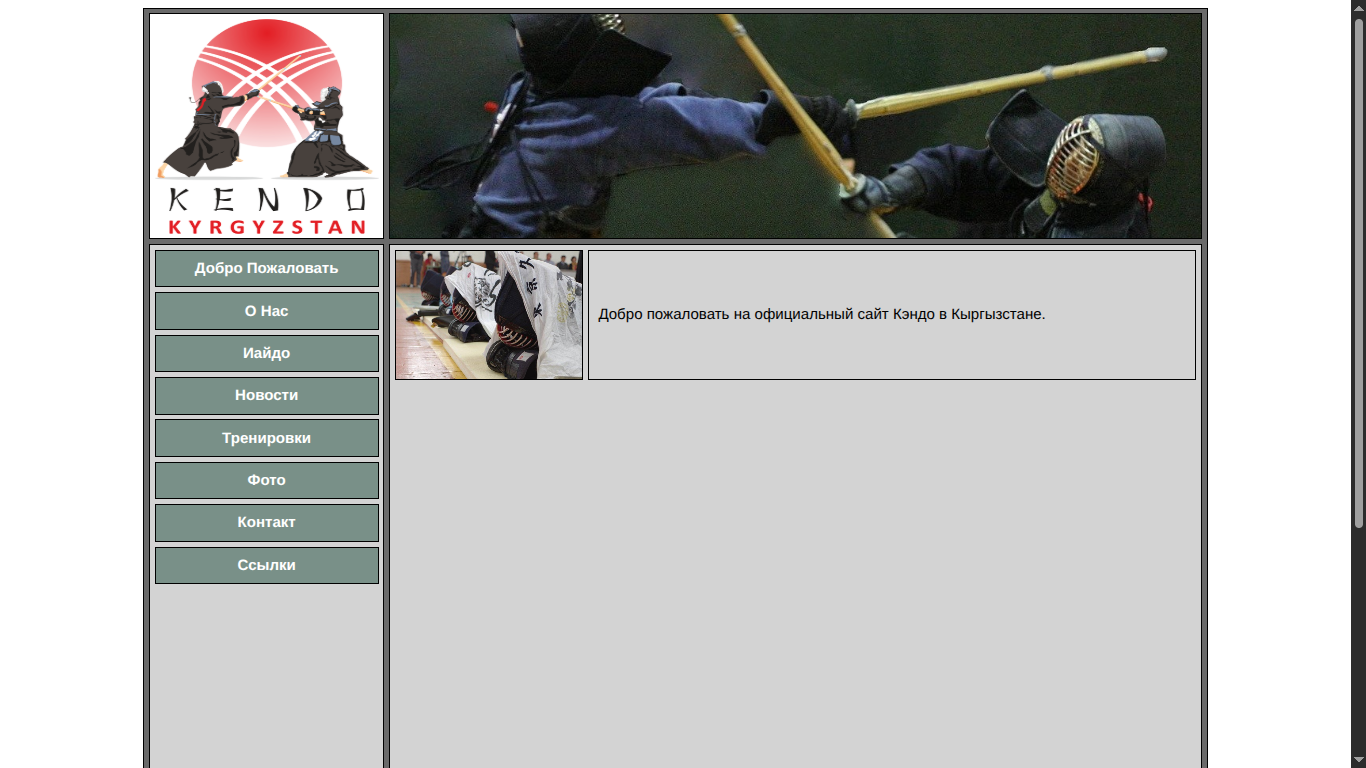 KENDO
KYRGYZSTAN
Добро Пожаловать
О Нас
Иайдо
Новости
Тренировки
Фото
Контакт
Ссылки
Добро пожаловать на официальный сайт Кэндо в Кыргызстане.